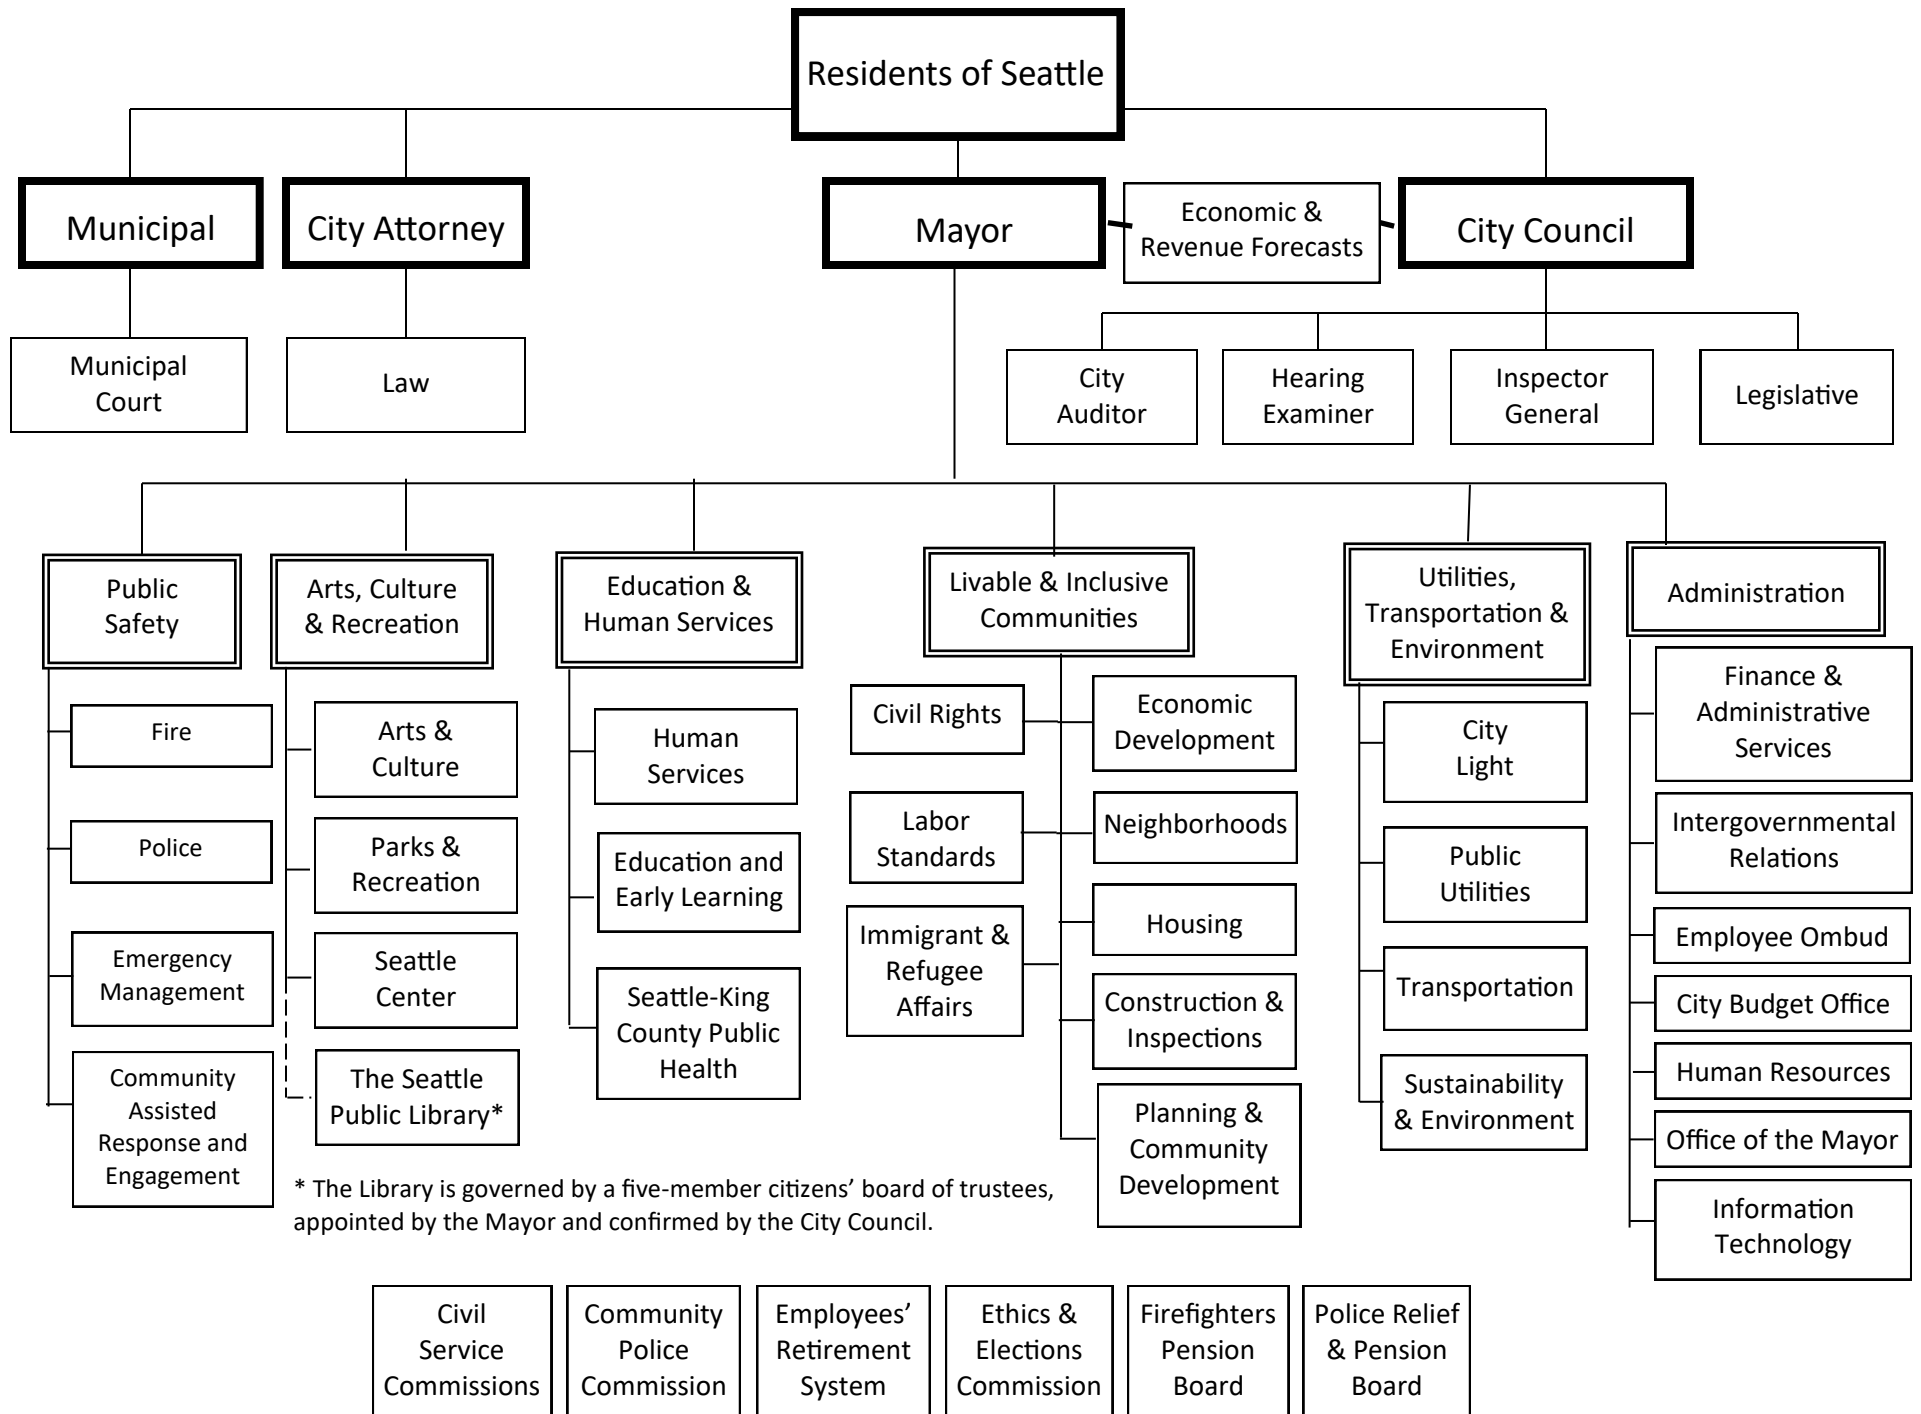 Residents of Seattle
Municipal
City Attorney
Mayor
Economic &
Revenue Forecasts
City Council
Municipal
Court
Law
City
Auditor
Hearing
Examiner
Inspector
General
Legislative
Public
Safety
Fire
Police
Emergency
Management
Community
Assisted
Response and
Engagement
Arts, Culture
& Recreation
Arts &
Culture
Parks &
Recreation
Seattle
Center
The Seattle
Public Library*
Education &
Human Services
Human
Services
Education and
Early Learning
Seattle-King
County Public
Health
Livable & Inclusive
Communities
Civil Rights
Labor
Standards
Immigrant &
Refugee
Affairs
Economic
Development
Neighborhoods
Housing
Construction &
Inspections
Planning &
Community
Development
Utilities,
Transportation &
Environment
City
Light
Public
Utilities
Transportation
Sustainability
& Environment
Administration
Finance &
Administrative
Services
Intergovernmental
Relations
Employee Ombud
City Budget Office
Human Resources
Office of the Mayor
Information
Technology
* The Library is governed by a five-member citizens’ board of trustees,
appointed by the Mayor and confirmed by the City Council.
Civil
Service
Commissions
Community
Police
Commission
Employees’
Retirement
System
Ethics &
Elections
Commission
Firefighters
Pension
Board
Police Relief
& Pension
Board